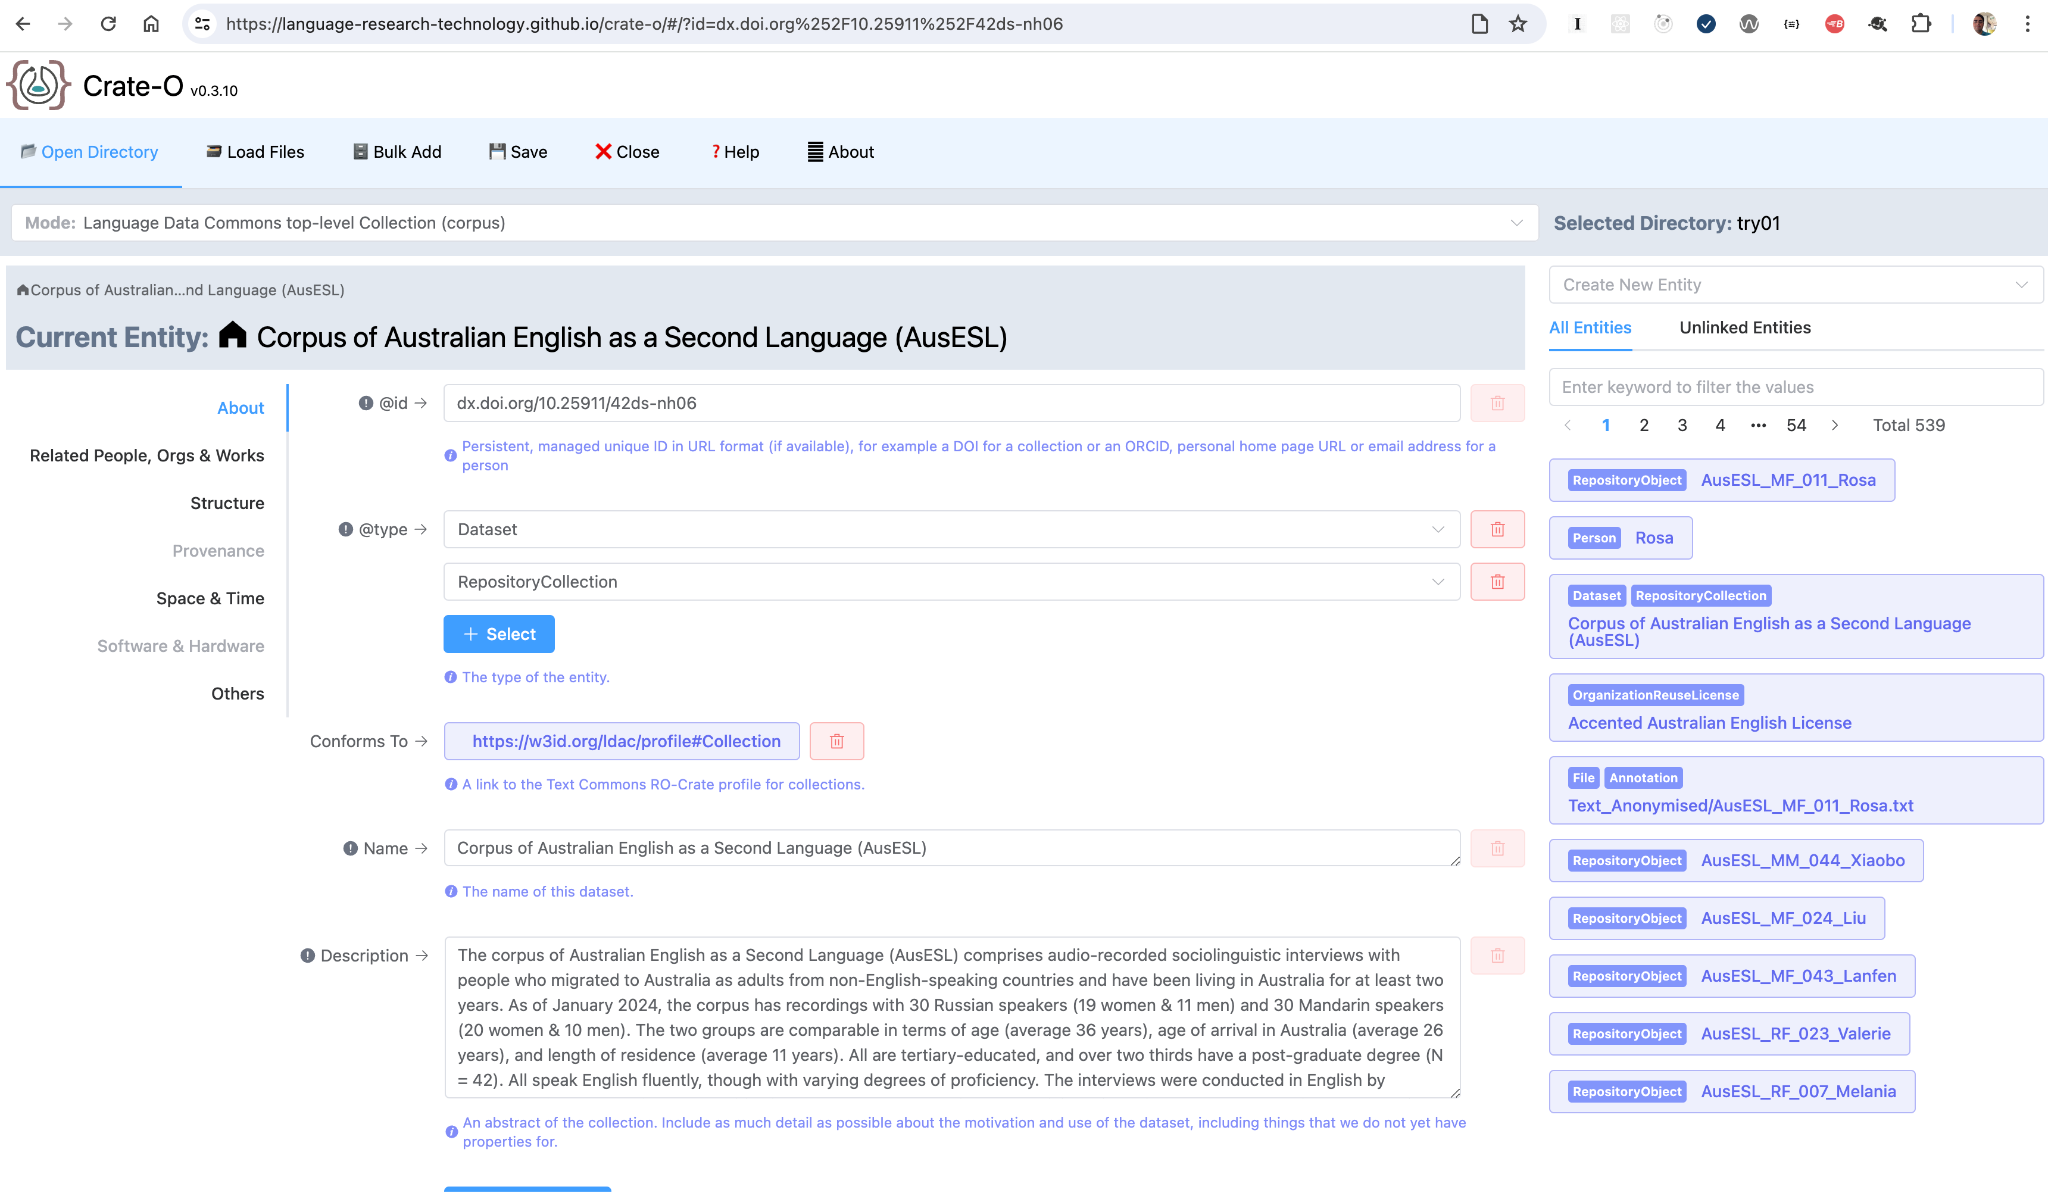 https://language-research-technology.github.io/crate-o/#/?id=dx.doi.org%252F10.25911%252F42ds-nh06
Crate-O v0.3.10
Open Directory
Load Files
Bulk Add
Save
Close
? Help
About
Mode: Language Data Commons top-level Collection (corpus)
Selected Directory: try01
Corpus of Australian...nd Language (AusESL)
Current Entity: Corpus of Australian English as a Second Language (AusESL)
About
Related People, Orgs & Works
Structure
Provenance
Space & Time
Software & Hardware
Others
@id →
dx.doi.org/10.25911/42ds-nh06
Persistent, managed unique ID in URL format (if available), for example a DOI for a collection or an ORCID, personal home page URL or email address for a
person
@type →
Dataset
RepositoryCollection
+ Select
The type of the entity.
Conforms To →
https://w3id.org/ldac/profile#Collection
A link to the Text Commons RO-Crate profile for collections.
Name →
Corpus of Australian English as a Second Language (AusESL)
The name of this dataset.
Description →
The corpus of Australian English as a Second Language (AusESL) comprises audio-recorded sociolinguistic interviews with
people who migrated to Australia as adults from non-English-speaking countries and have been living in Australia for at least two
years. As of January 2024, the corpus has recordings with 30 Russian speakers (19 women & 11 men) and 30 Mandarin speakers
(20 women & 10 men). The two groups are comparable in terms of age (average 36 years), age of arrival in Australia (average 26
years), and length of residence (average 11 years). All are tertiary-educated, and over two thirds have a post-graduate degree (N
= 42). All speak English fluently, though with varying degrees of proficiency. The interviews were conducted in English by
An abstract of the collection. Include as much detail as possible about the motivation and use of the dataset, including things that we do not yet have
properties for.
Create New Entity
All Entities
Unlinked Entities
Enter keyword to filter the values
< 1 2 3 4 ••• 54 > Total 539
RepositoryObject AusESL_MF_011_Rosa
Person Rosa
Dataset RepositoryCollection
Corpus of Australian English as a Second Language
(AusESL)
OrganizationReuseLicense
Accented Australian English License
File Annotation
Text_Anonymised/AusESL_MF_011_Rosa.txt
RepositoryObject AusESL_MM_044_Xiaobo
RepositoryObject AusESL_MF_024_Liu
RepositoryObject AusESL_MF_043_Lanfen
RepositoryObject AusESL_RF_023_Valerie
RepositoryObject AusESL_RF_007_Melania